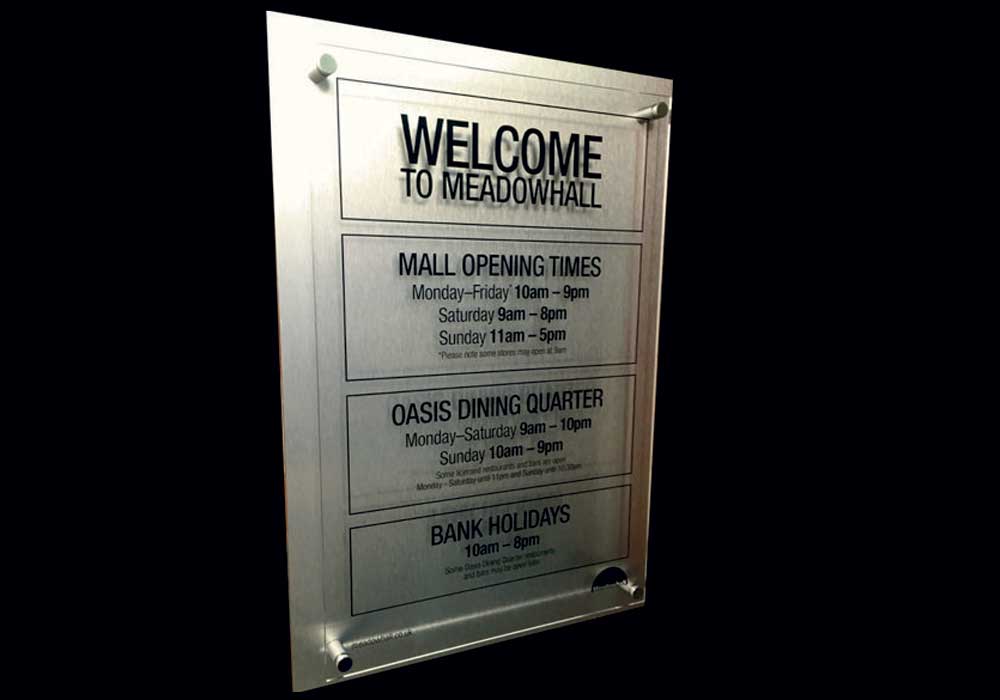 WELCOME
TO MEADOWHALL
MALL OPENING TIMES
Monday–Friday* 10am – 9pm
Saturday 9am – 8pm
Sunday 11am – 5pm
*Please note some stores may open at 9am
OASIS DINING QUARTER
Monday–Saturday 9am – 10pm
Sunday 10am – 9pm
Some licensed restaurants and bars are open
Monday - Saturday until 11pm and Sunday until 10.30pm
BANK HOLIDAYS
10am – 8pm
Some Oasis Dining Quarter restaurants
and bars may be open later
meadowhall.co.uk